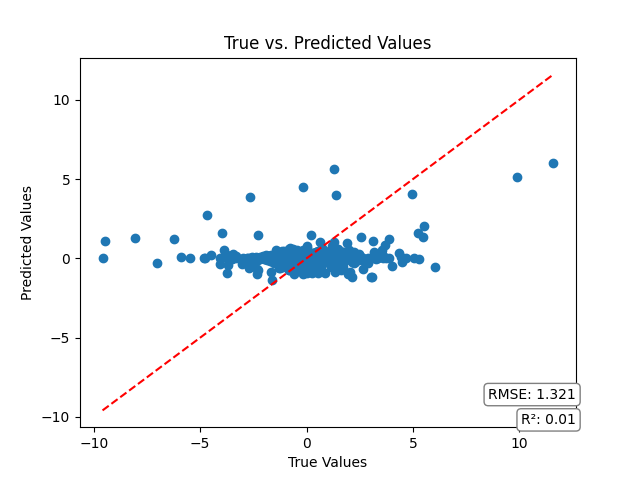 True vs. Predicted Values
Predicted Values
10
5
0
−5
−10
−10
−5
0
5
10
True Values
RMSE: 1.321
R²: 0.01